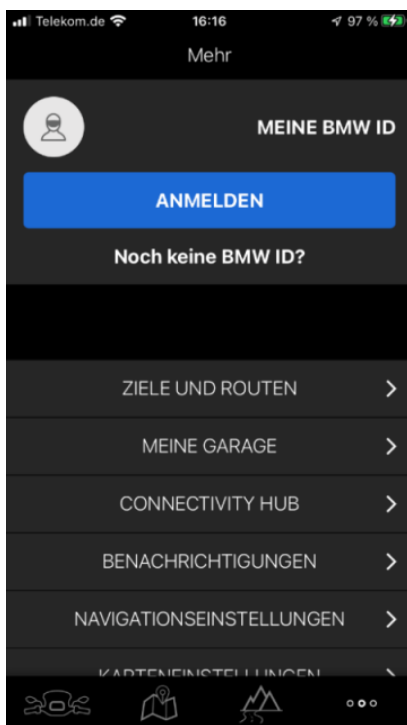 Telekom.de 16:16 97 %
Mehr
MEINE BMW ID
ANMELDEN
Noch keine BMW ID?
ZIELE UND ROUTEN
MEINE GARAGE
CONNECTIVITY HUB
BENACHRICHTIGUNGEN
NAVIGATIONSEINSTELLUNGEN
KARTENEINSTELLUNGEN